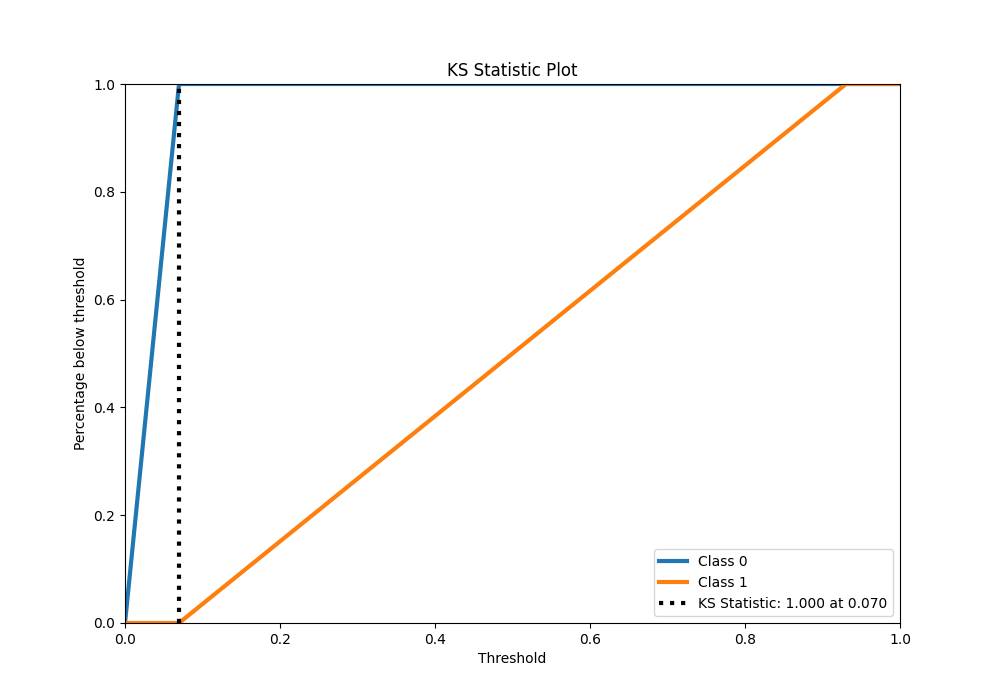 KS Statistic Plot
1.0
0.8
0.6
0.4
0.2
0.0
Percentage below threshold
0.0 0.2 0.4 0.6 0.8 1.0
Threshold
Class 0
Class 1
KS Statistic: 1.000 at 0.070